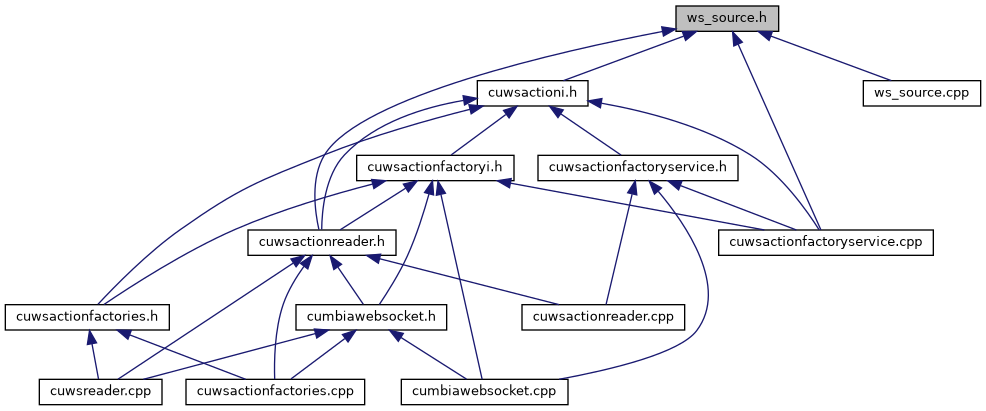 ws_source.h
cuwsactioni.h
ws_source.cpp
cuwsactionfactoryi.h
cuwsactionfactoryservice.h
cuwsactionreader.h
cuwsactionfactoryservice.cpp
cuwsactionfactories.h
cumbiawebsocket.h
cuwsactionreader.cpp
cuwsreader.cpp
cuwsactionfactories.cpp
cumbiawebsocket.cpp